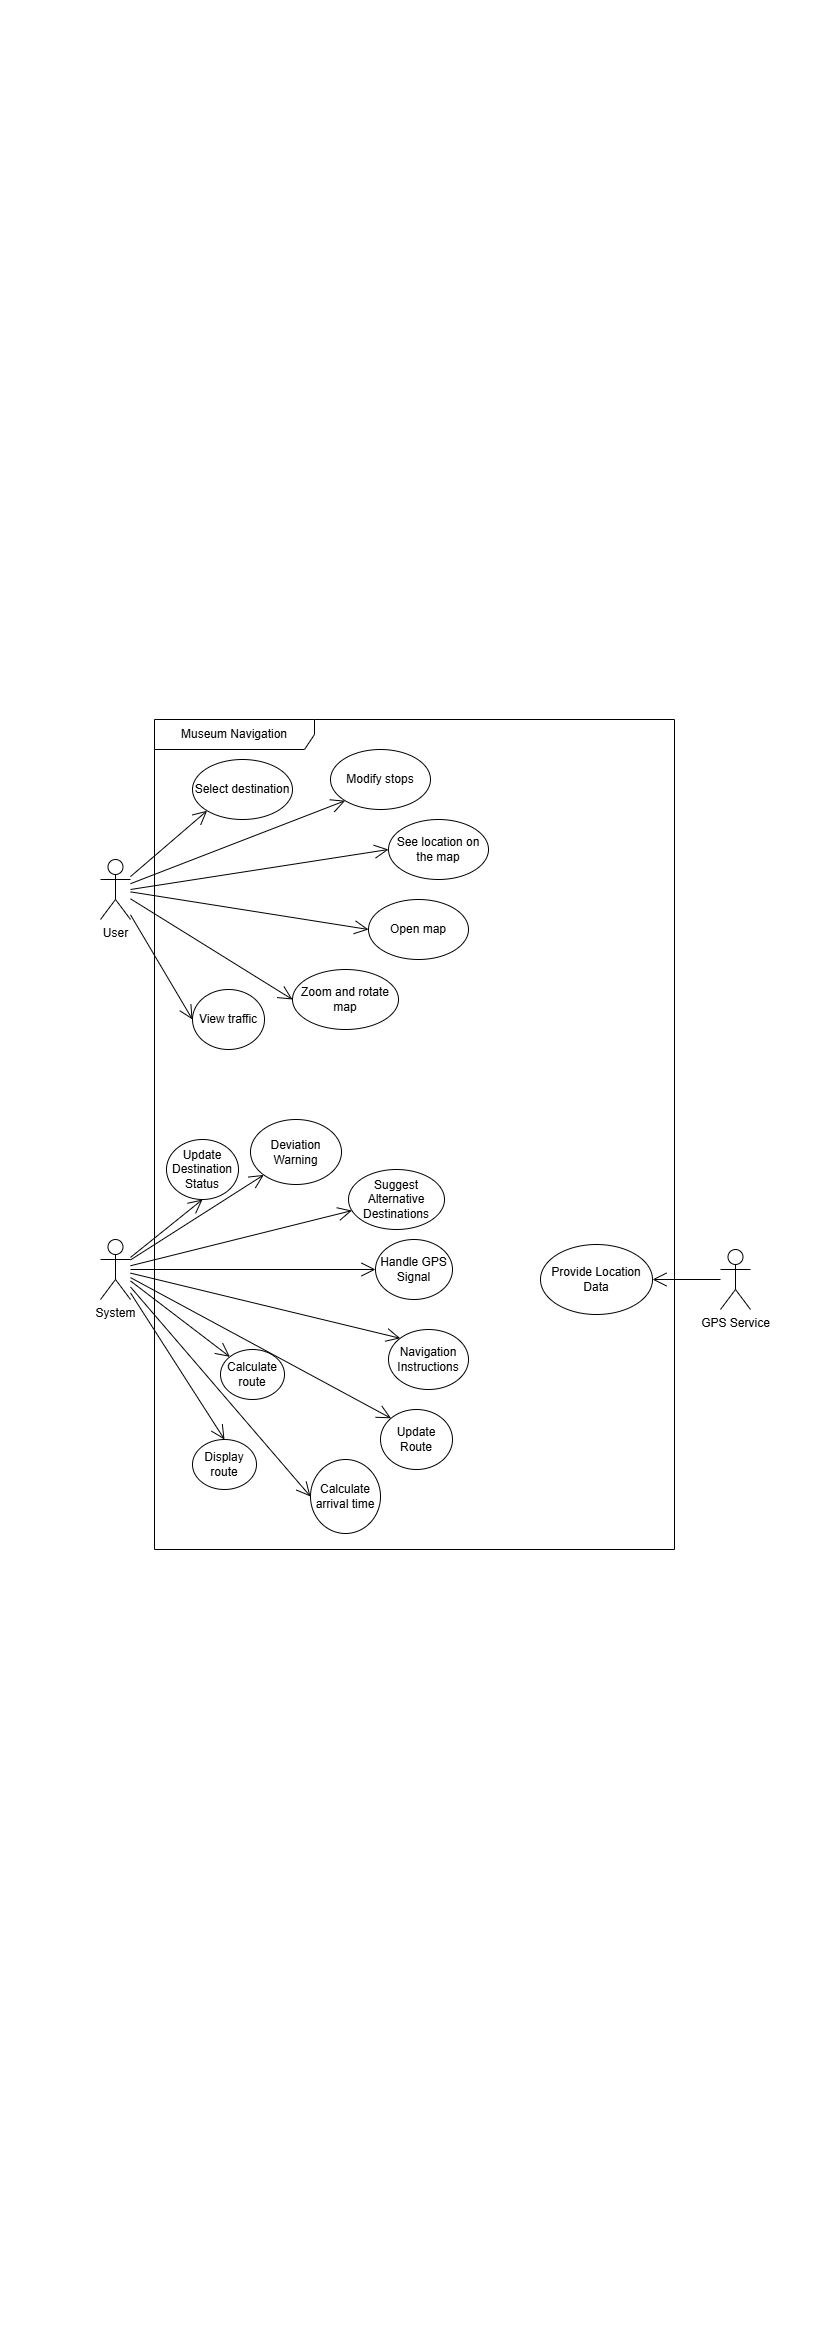 Museum Navigation
Select destination
Modify stops
See location on
the map
User
Open map
Zoom and rotate
map
View traffic
Update
Destination
Status
Deviation
Warning
Suggest
Alternative
Destinations
Handle GPS
Signal
System
Provide Location
Data
GPS Service
Navigation
Instructions
Calculate
route
Update
Route
Display
route
Calculate
arrival time